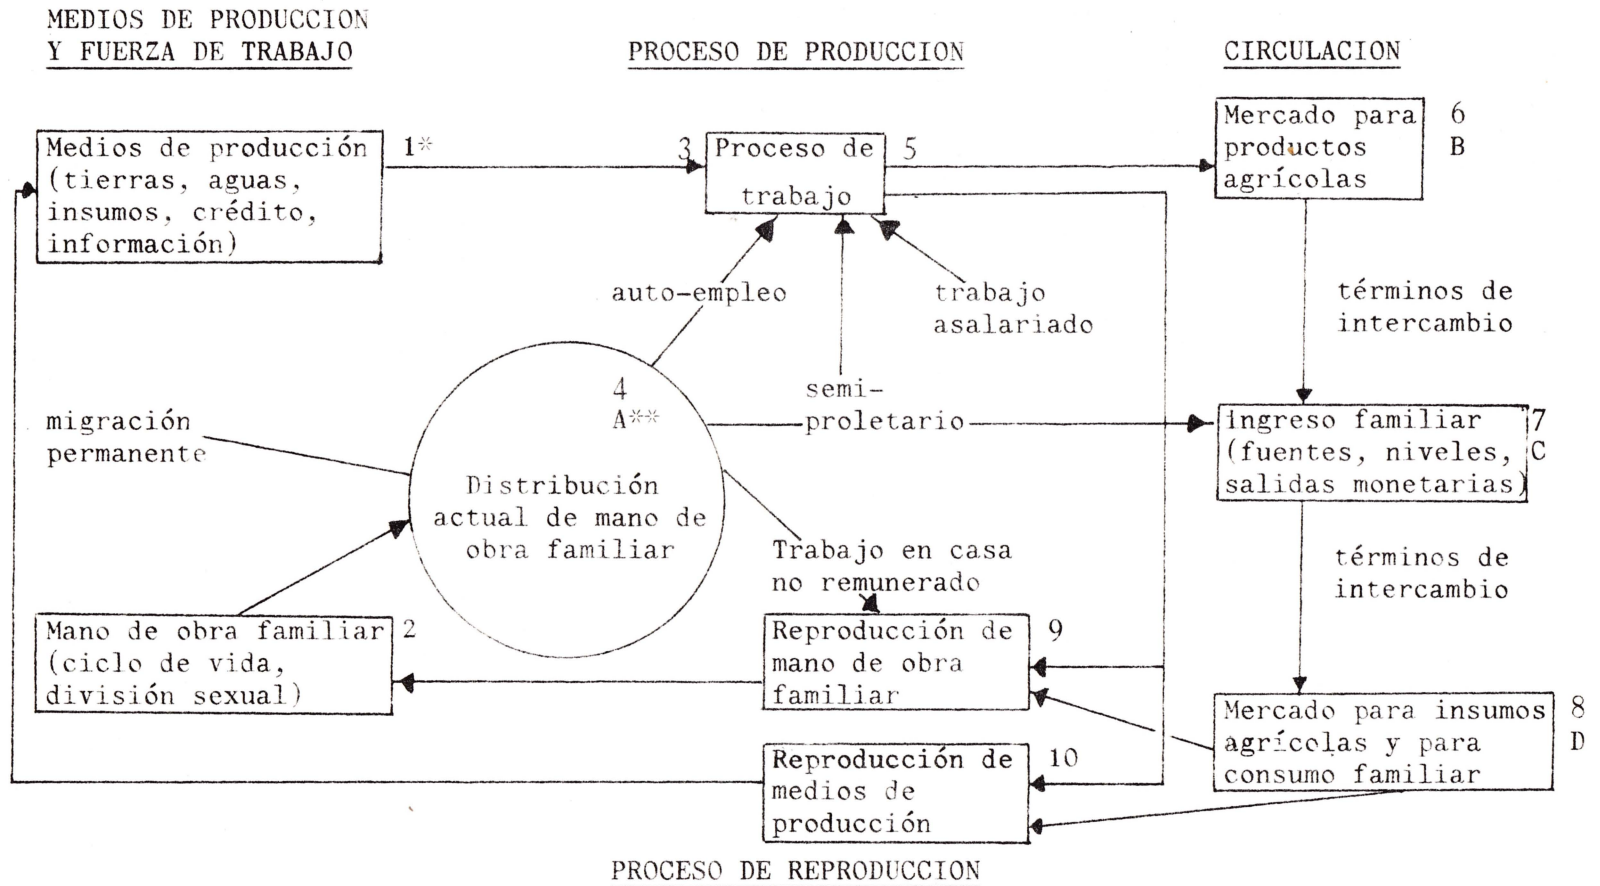 MEDIOS DE PRODUCCION
Y FUERZA DE TRABAJO
PROCESO DE PRODUCCION
CIRCULACION
Medios de producción
(tierras, aguas,
insumos, crédito,
información)
1*
3
Proceso de
trabajo
5
Mercado para
productos
agrícolas
6
B
auto-empleo
trabajo
asalariado
términos de
intercambio
migración
permanente
4
A**
Distribución
actual de mano de
obra familiar
semi-
proletario
Ingreso familiar
(fuentes, niveles,
salidas monetarias)
7
C
Trabajo en casa
no remunerado
términos de
intercambio
Mano de obra familiar
(ciclo de vida,
división sexual)
2
Reproducción de
mano de obra
familiar
9
Mercado para insumos
agrícolas y para
consumo familiar
8
D
Reproducción de
medios de
producción
10
PROCESO DE REPRODUCCION